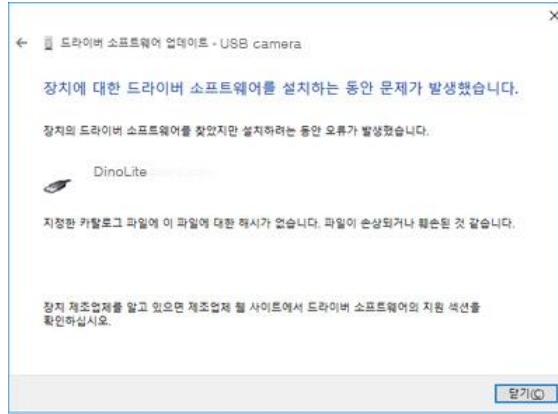 드라이버 소프트웨어 업데이트 - USB camera
장치에 대한 드라이버 소프트웨어를 설치하는 동안 문제가 발생했습니다.
장치의 드라이버 소프트웨어를 찾았지만 설치하려는 동안 오류가 발생했습니다.
DinoLite
지정한 카탈로그 파일에 이 파일에 대한 해시가 없습니다. 파일이 손상되거나 훼손된 것 같습니다.
장치 제조업체를 알고 있으면 제조업체 웹 사이트에서 드라이버 소프트웨어의 지원 섹션을
확인하십시오.
닫기(C)